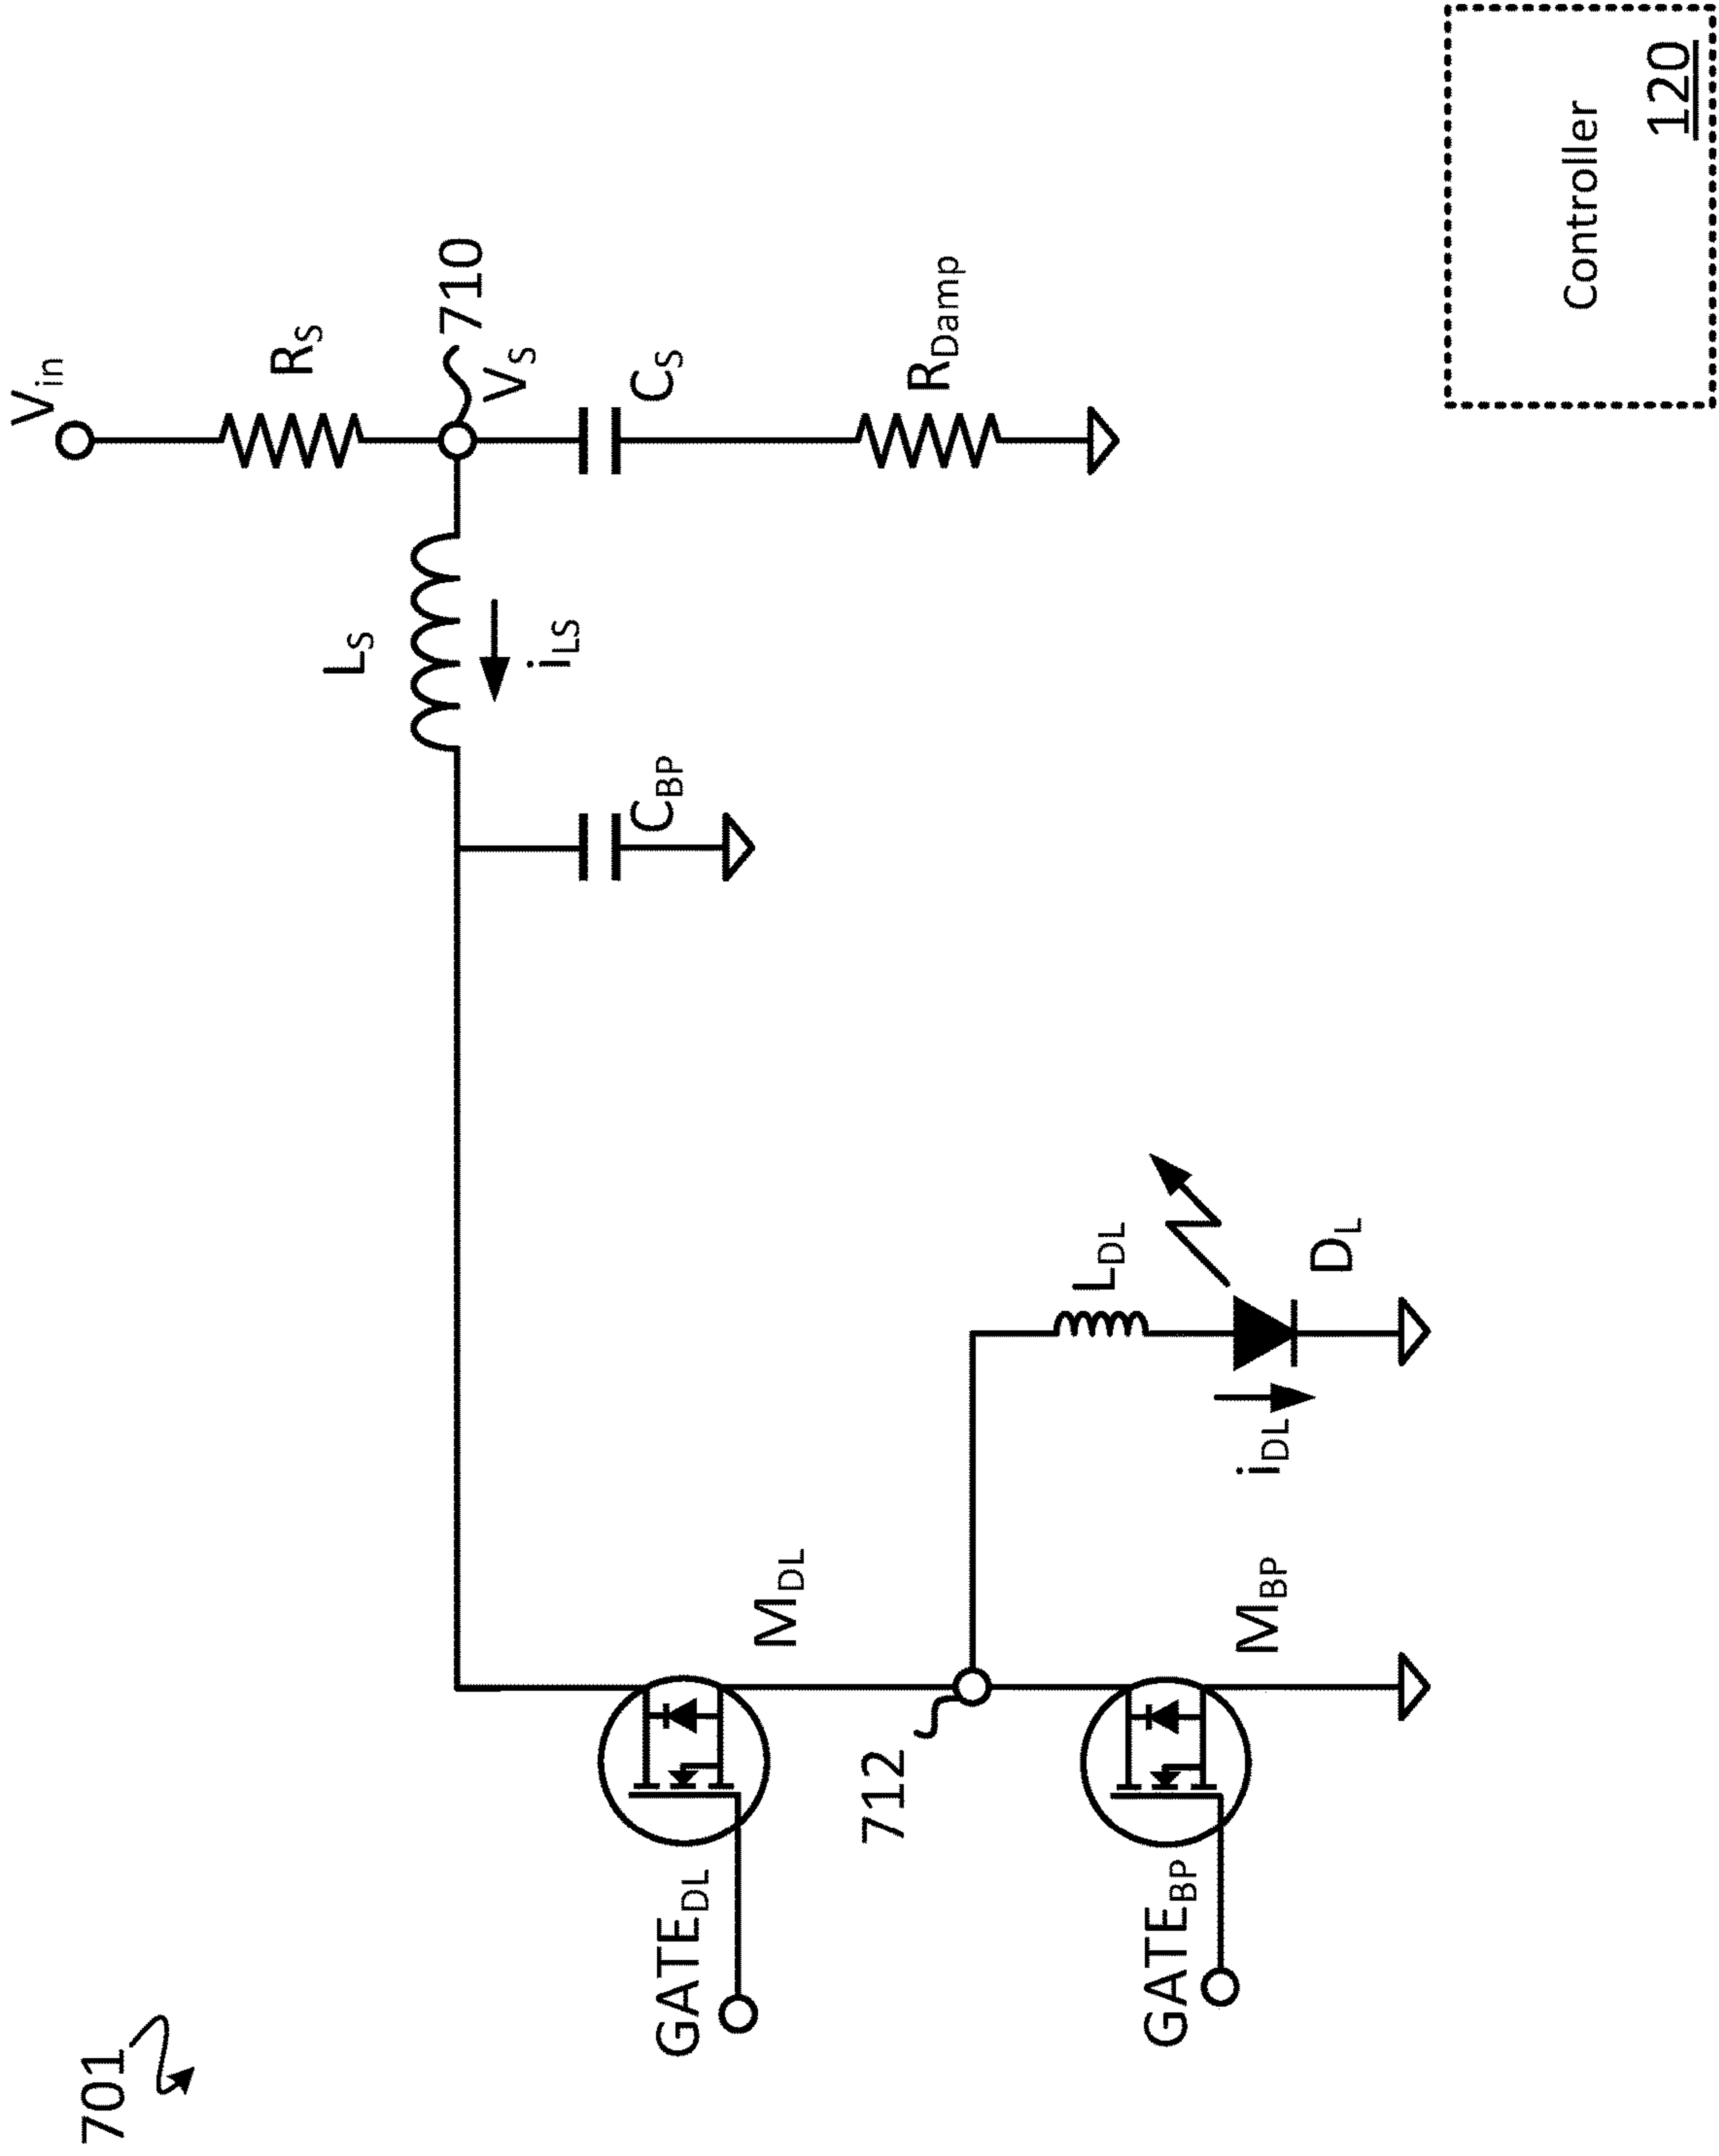 701
V_in
R_S
710
V_S
L_S
i_LS
C_S
C_BP
R_Damp
M_DL
GATE_DL
712
L_DL
D_L
i_DL
M_BP
GATE_BP
Controller
120